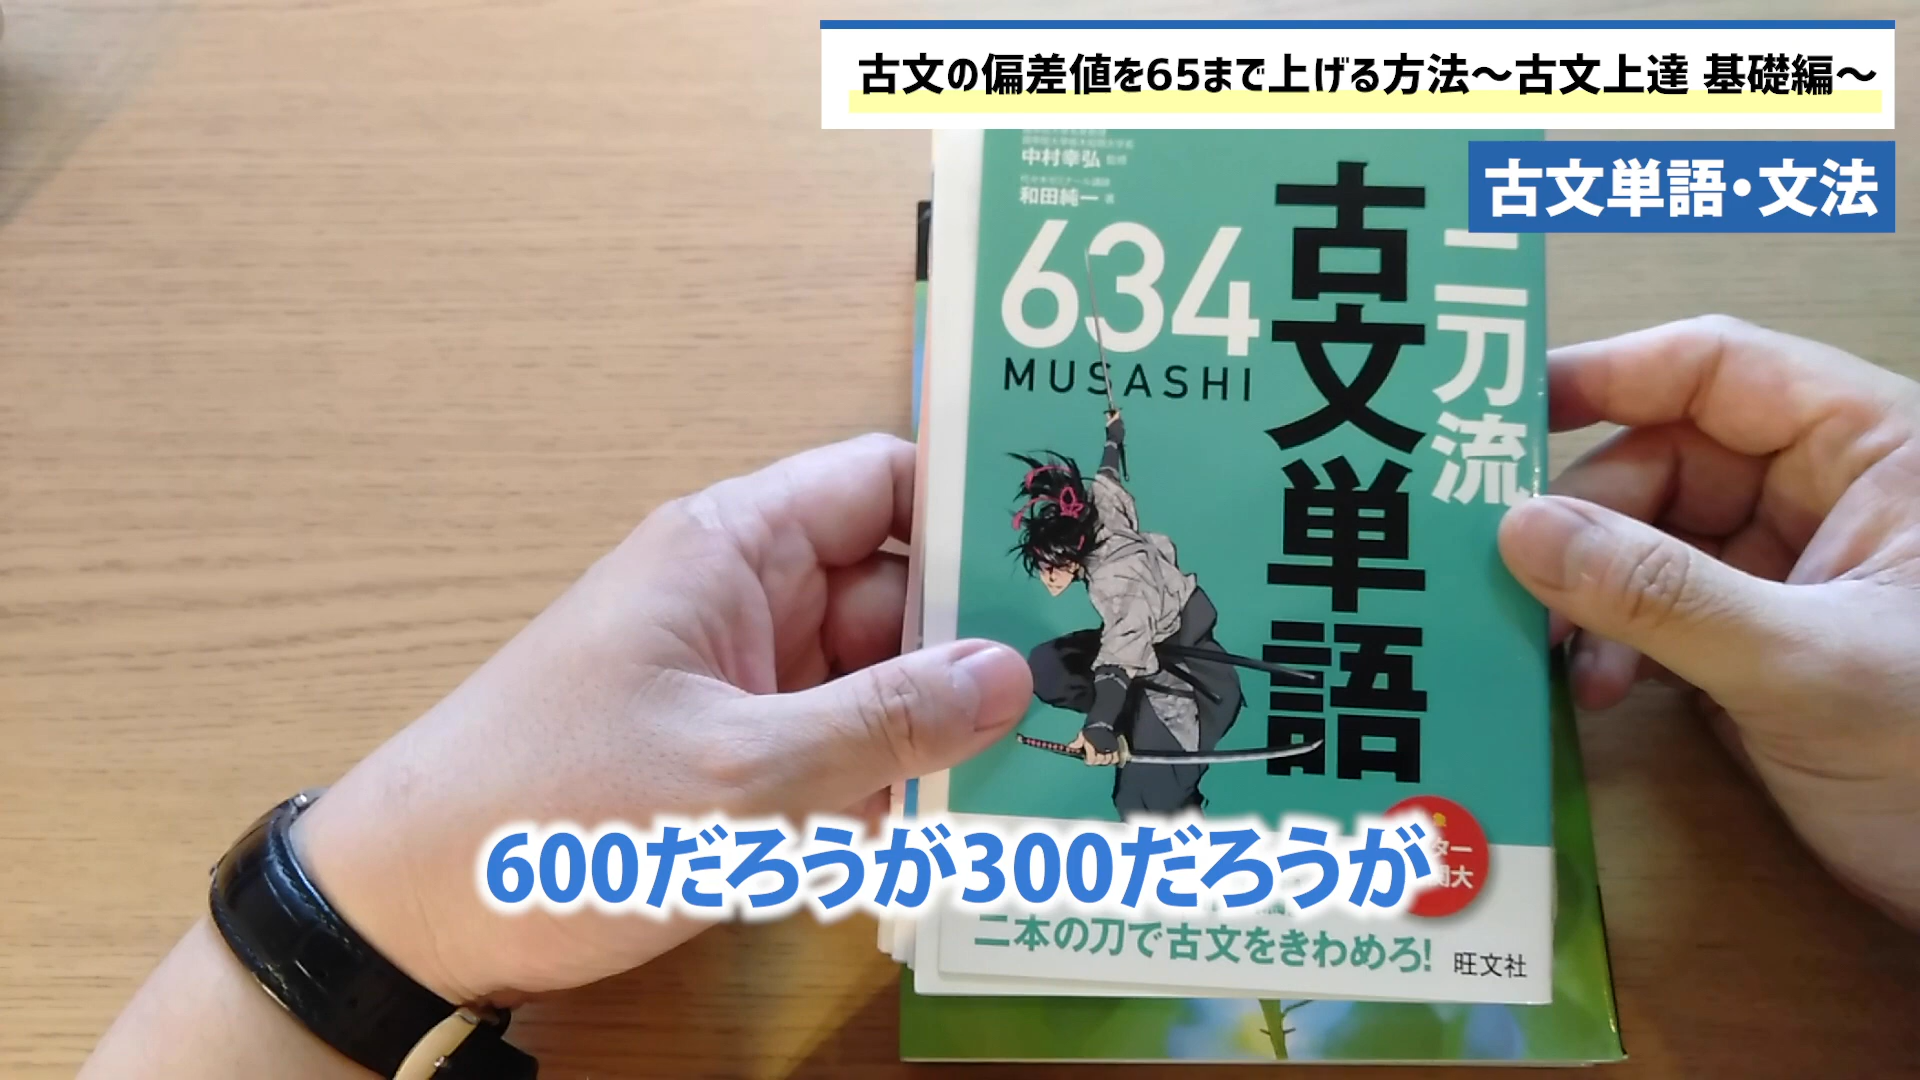 古文の偏差値を65まで上げる方法～古文上達 基礎編～
古文単語・文法
中村幸弘 監修
和田純一 著
二刀流
古文単語
634
MUSASHI
600だろうが300だろうが
二本の刀で古文をきわめろ!
旺文社